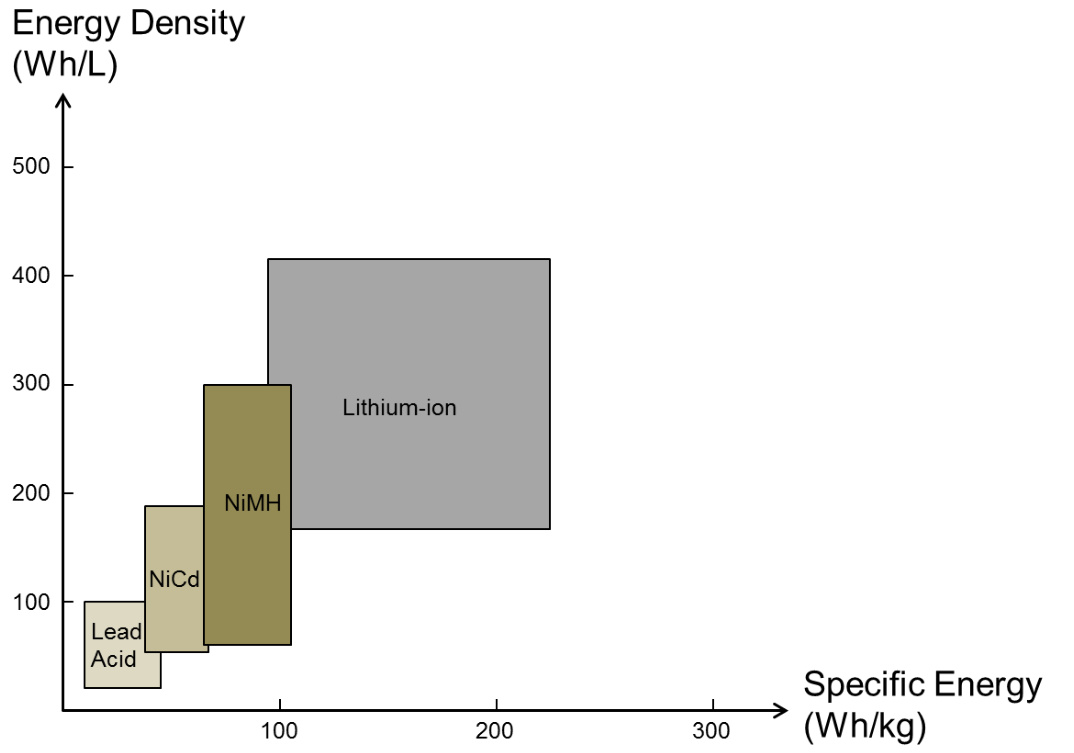 Energy Density
(Wh/L)
500
400
300
200
100
Lithium-ion
NiMH
NiCd
Lead
Acid
100
200
300
Specific Energy
(Wh/kg)